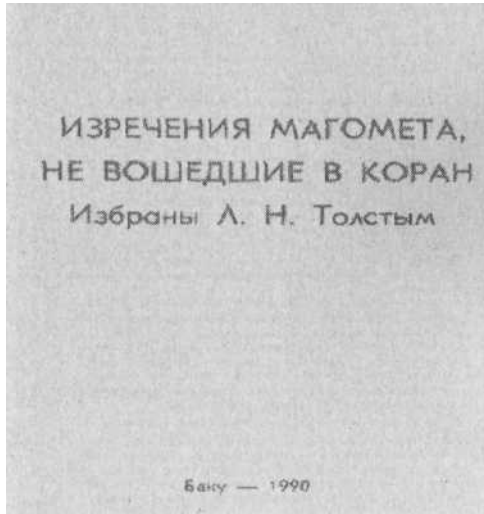 ИЗРЕЧЕНИЯ МАГОМЕТА,
НЕ ВОШЕДШИЕ В КОРАН
Избраны Л. Н. Толстым
Баку — 1990